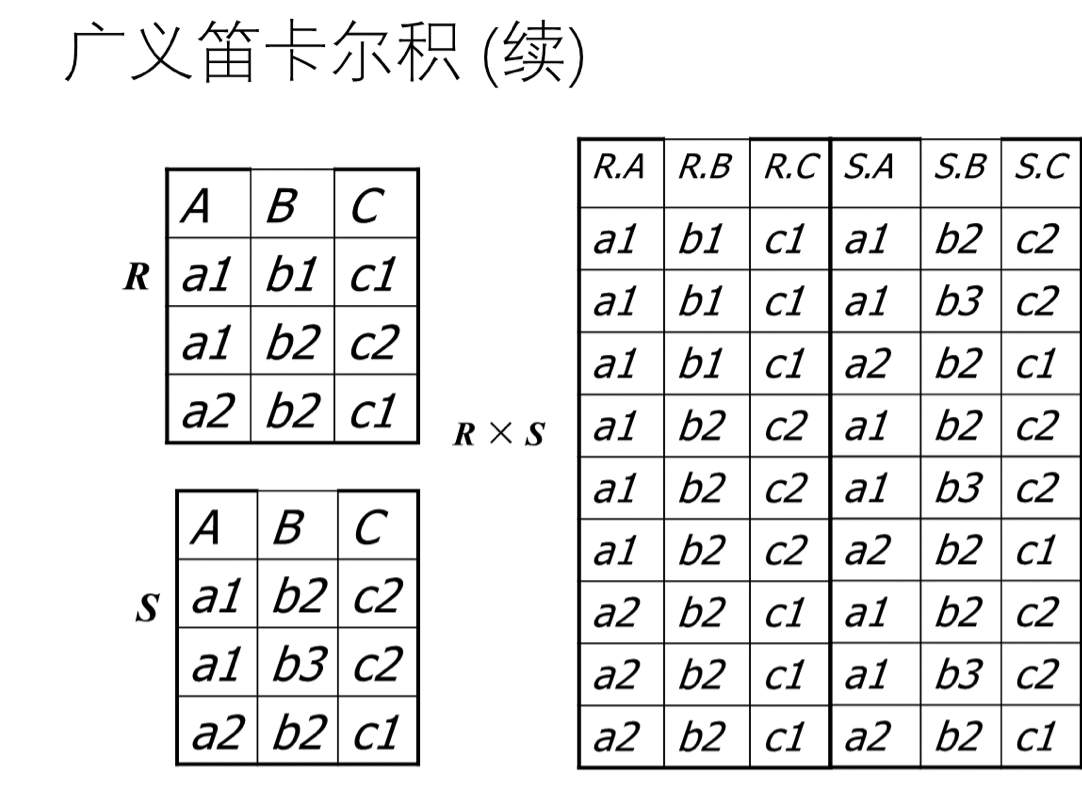 广义笛卡尔积 (续)
R
A B C
a1 b1 c1
a1 b2 c2
a2 b2 c1
S
A B C
a1 b2 c2
a1 b3 c2
a2 b2 c1
R × S
R.A R.B R.C S.A S.B S.C
a1 b1 c1 a1 b2 c2
a1 b1 c1 a1 b3 c2
a1 b1 c1 a2 b2 c1
a1 b2 c2 a1 b2 c2
a1 b2 c2 a1 b3 c2
a1 b2 c2 a2 b2 c1
a2 b2 c1 a1 b2 c2
a2 b2 c1 a1 b3 c2
a2 b2 c1 a2 b2 c1